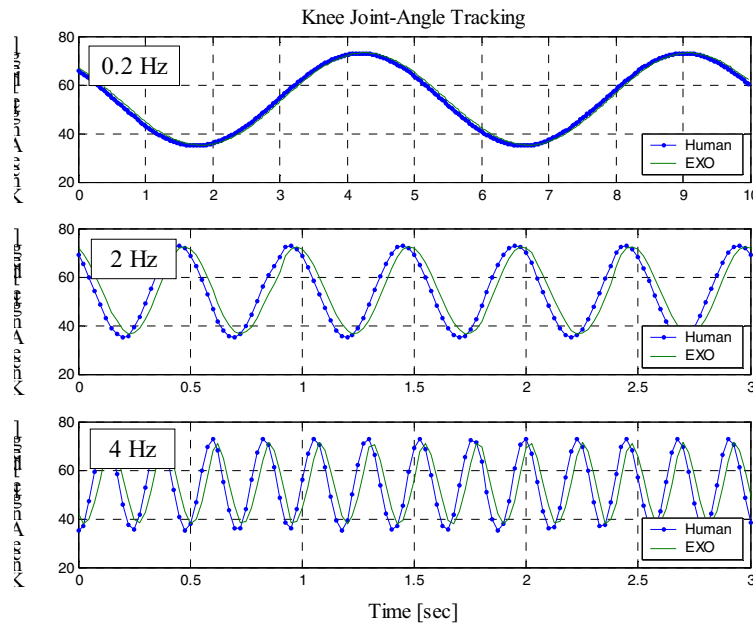 Knee Joint-Angle Tracking
80
60
40
20
0.2 Hz
Human
EXO
0 1 2 3 4 5 6 7 8 9 10
80
60
40
20
2 Hz
Human
EXO
0 0.5 1 1.5 2 2.5 3
80
60
40
20
4 Hz
Human
EXO
0 0.5 1 1.5 2 2.5 3
Time [sec]